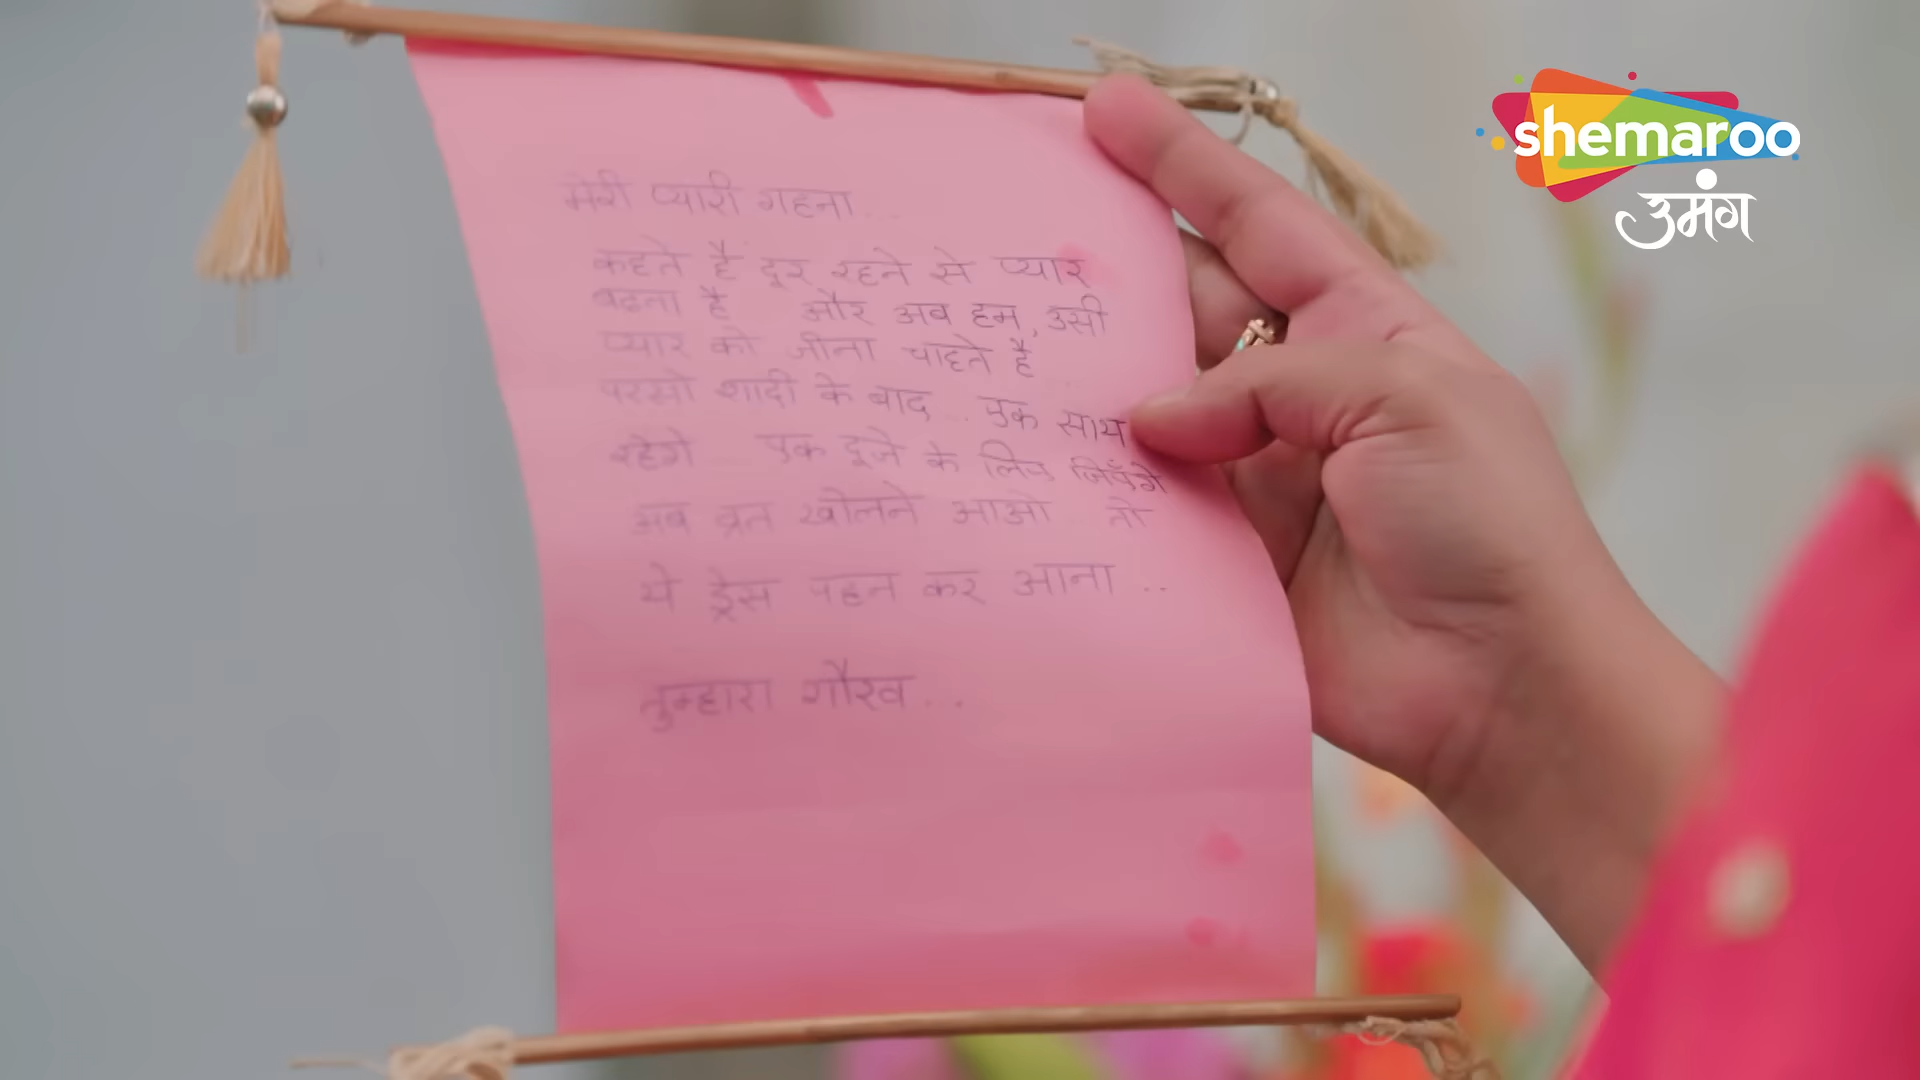 shemaroo
उमंग
मेरी प्यारी गहना...
कहते है दूर रहने से प्यार
बढता है और अब हम, उसी
प्यार को जीना चाहते है
परसो शादी के बाद .. एक साथ
रहेगे एक दूजे के लिए जिएँगे
अब व्रत खोलने आओ तो
ये ड्रेस पहन कर आना ..
तुम्हारा गौरव ..